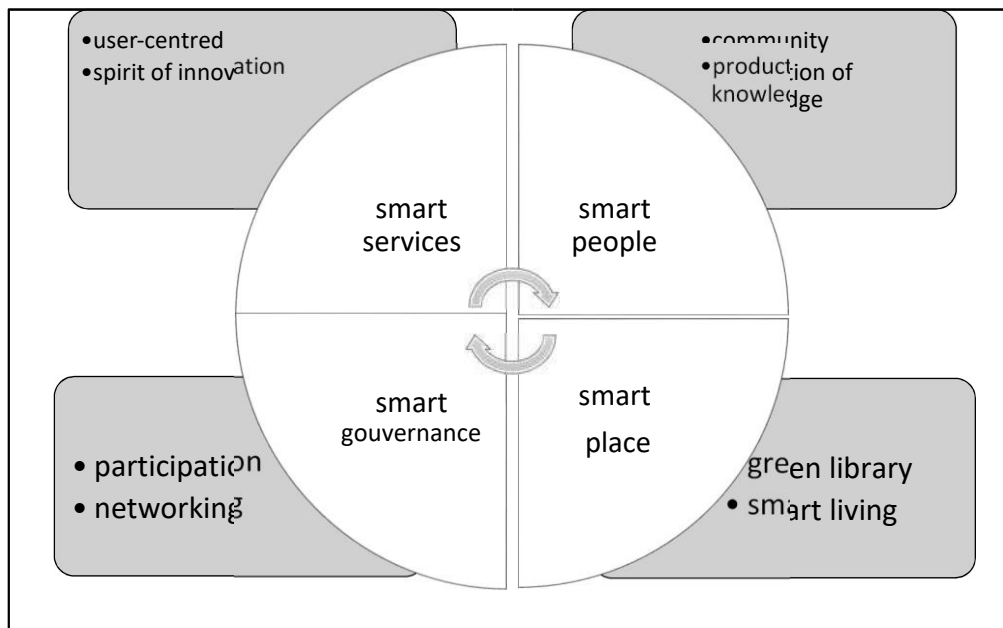 •user-centred
•spirit of innovation
•community
•production of
knowledge
smart
services
smart
people
smart
gouvernance
smart
place
• participation
• networking
green library
• smart living